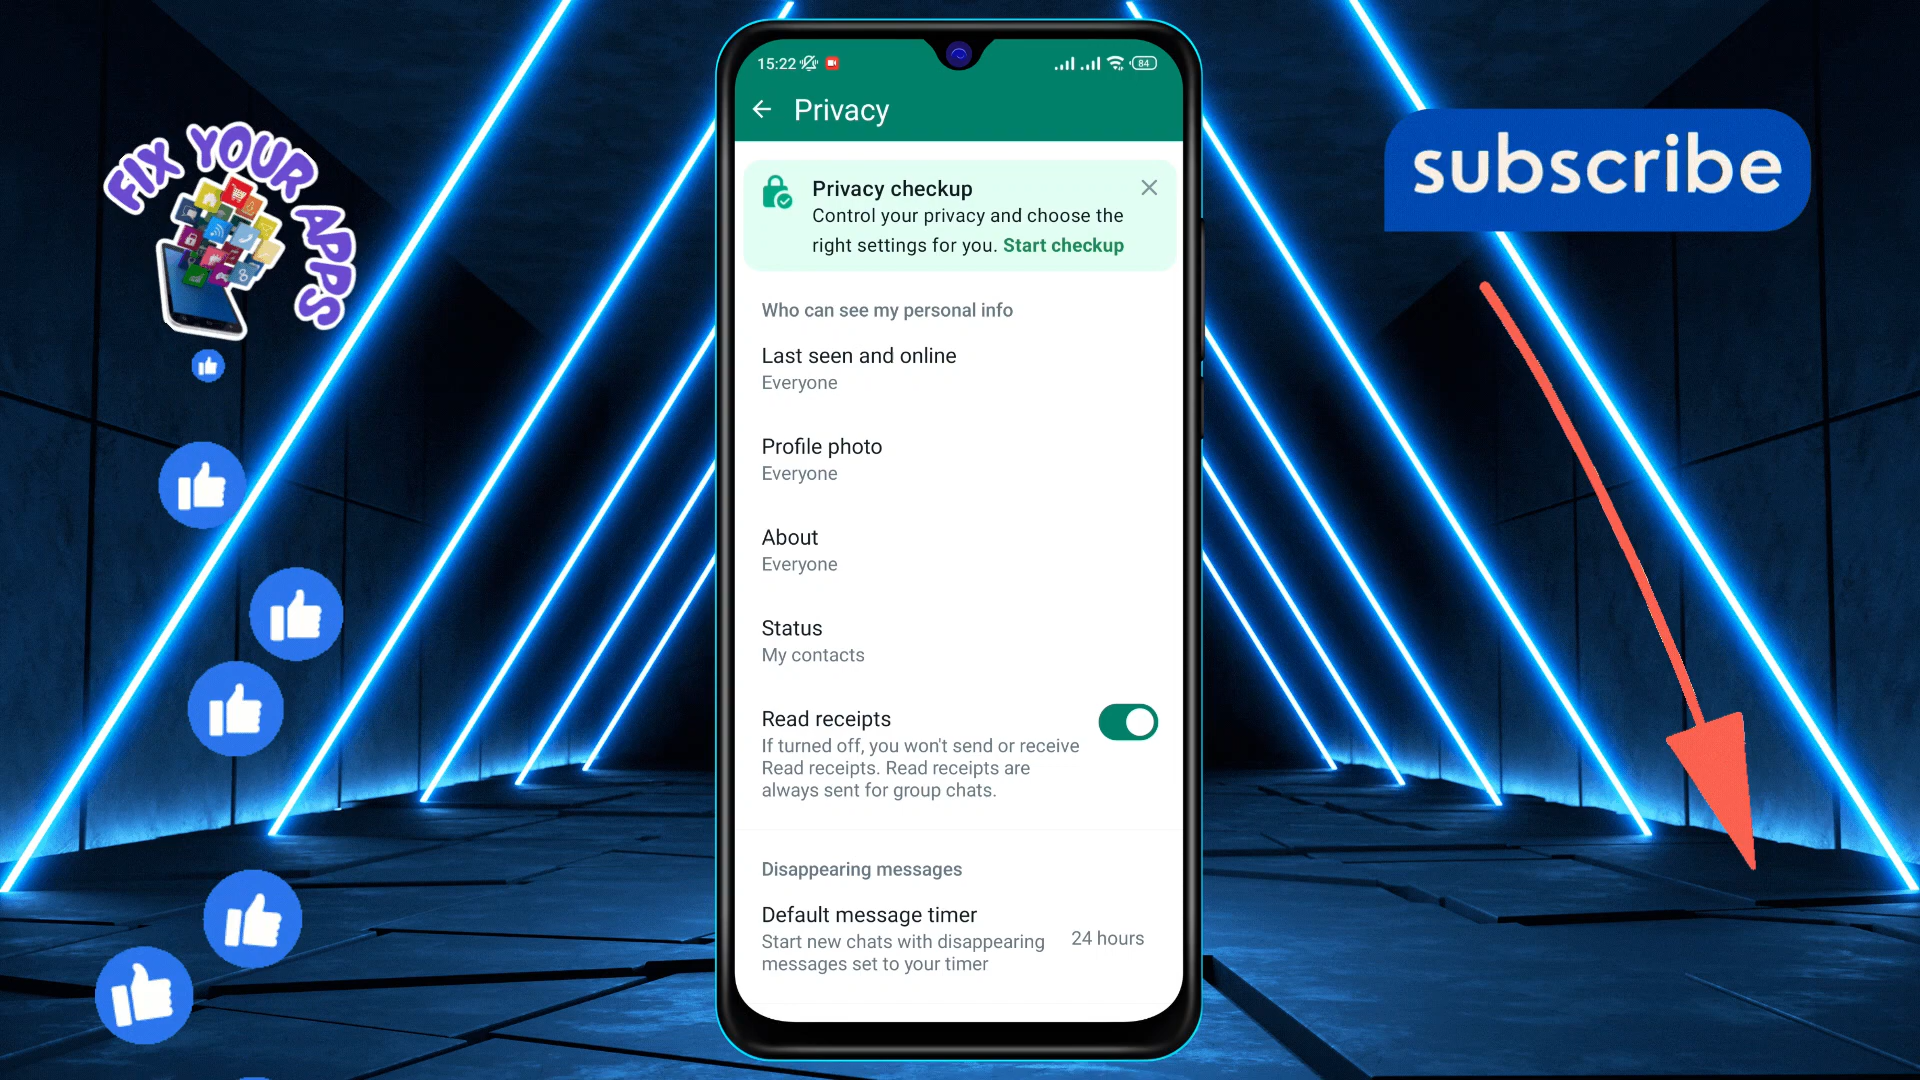 FIX YOUR APPS
15:22
84
Privacy
Privacy checkup
Control your privacy and choose the
right settings for you. Start checkup
Who can see my personal info
Last seen and online
Everyone
Profile photo
Everyone
About
Everyone
Status
My contacts
Read receipts
If turned off, you won't send or receive
Read receipts. Read receipts are
always sent for group chats.
Disappearing messages
Default message timer
Start new chats with disappearing
messages set to your timer
24 hours
subscribe